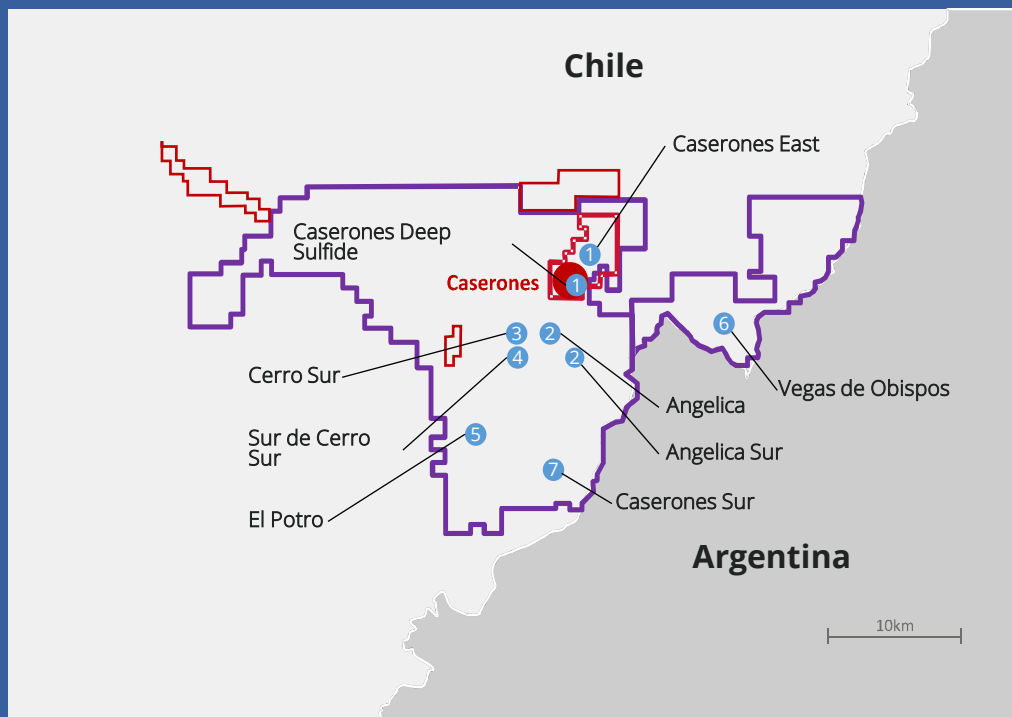 Chile
Caserones East
Caserones Deep
Sulfide
1
Caserones
1
6
3
2
4
2
Cerro Sur
Vegas de Obispos
Angelica
Sur de Cerro
Sur
5
Angelica Sur
7
Caserones Sur
El Potro
Argentina
10km